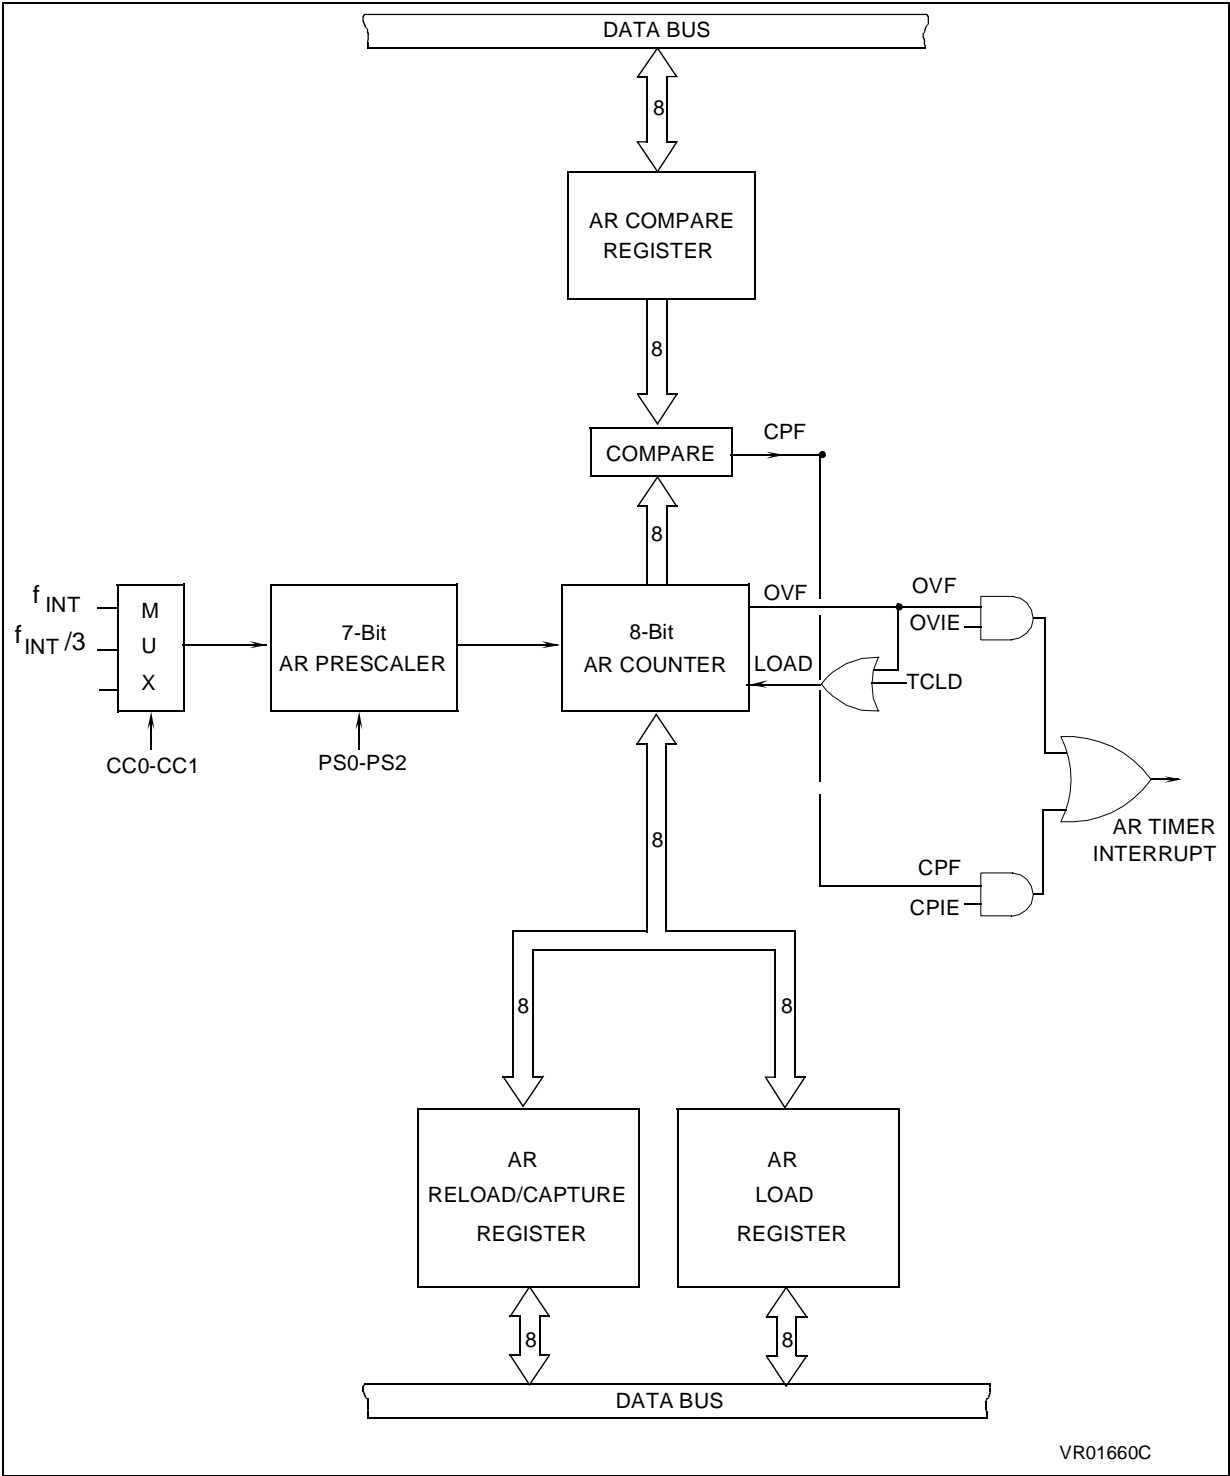 DATA BUS
8
AR COMPARE
REGISTER
8
COMPARE
CPF
8
f INT
f INT /3
M
U
X
CC0-CC1
7-Bit
AR PRESCALER
PS0-PS2
8-Bit
AR COUNTER
OVF
LOAD
TCLD
OVF
OVIE
CPF
CPIE
AR TIMER
INTERRUPT
8
8
8
AR
RELOAD/CAPTURE
REGISTER
AR
LOAD
REGISTER
8
8
DATA BUS
VR01660C